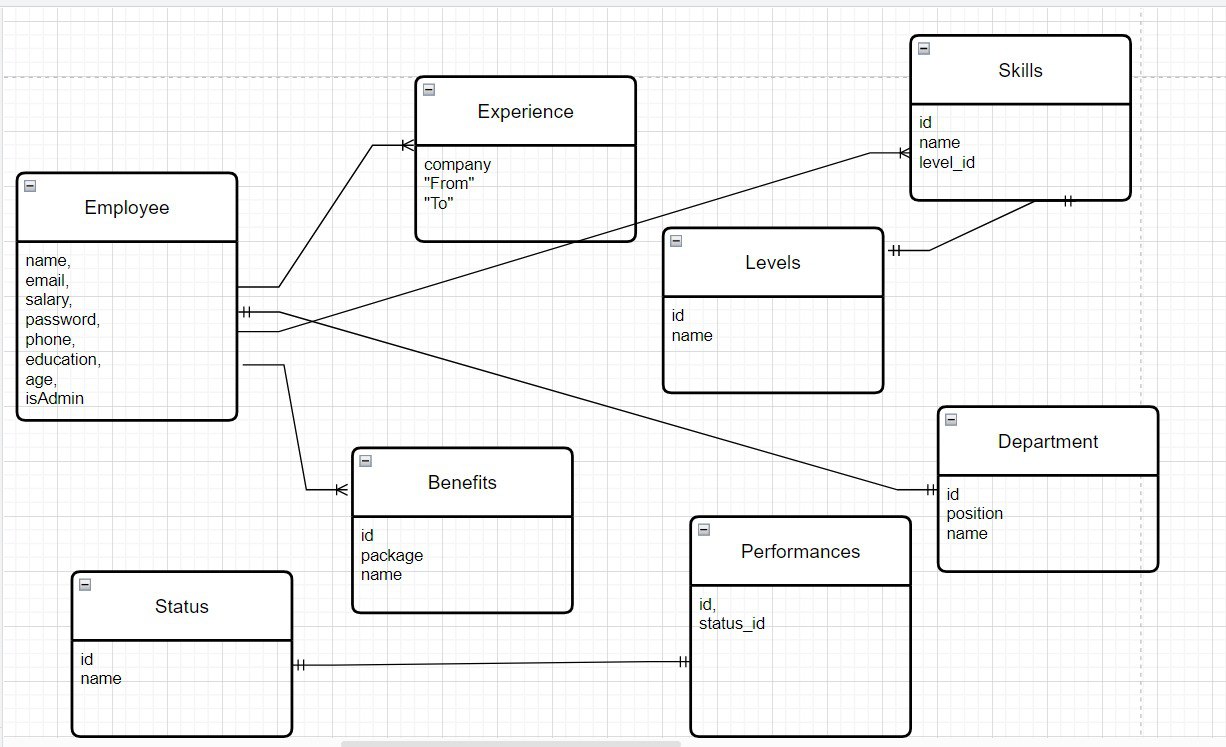 Employee
name,
email,
salary,
password,
phone,
education,
age,
isAdmin
Experience
company
"From"
"To"
Skills
id
name
level_id
Levels
id
name
Department
id
position
name
Benefits
id
package
name
Performances
id,
status_id
Status
id
name